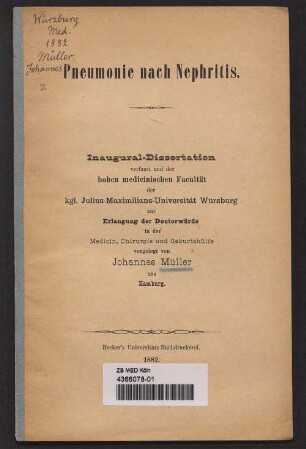 Würzburg
Med.
1882
Müller,
Johannes
2
Pneumonie nach Nephritis.
Inaugural-Dissertation
verfasst und der
hohen medicinischen Facultät
der
kgl. Julius-Maximilians-Universität Würzburg
zur
Erlangung der Doctorwürde
in der
Medicin, Chirurgie und Geburtshülfe
vorgelegt von
Johannes Müller
aus
Hamburg.
Becker's Universitäts-Buchdruckerei,
1882.
ZB MED Köln
4366076-01